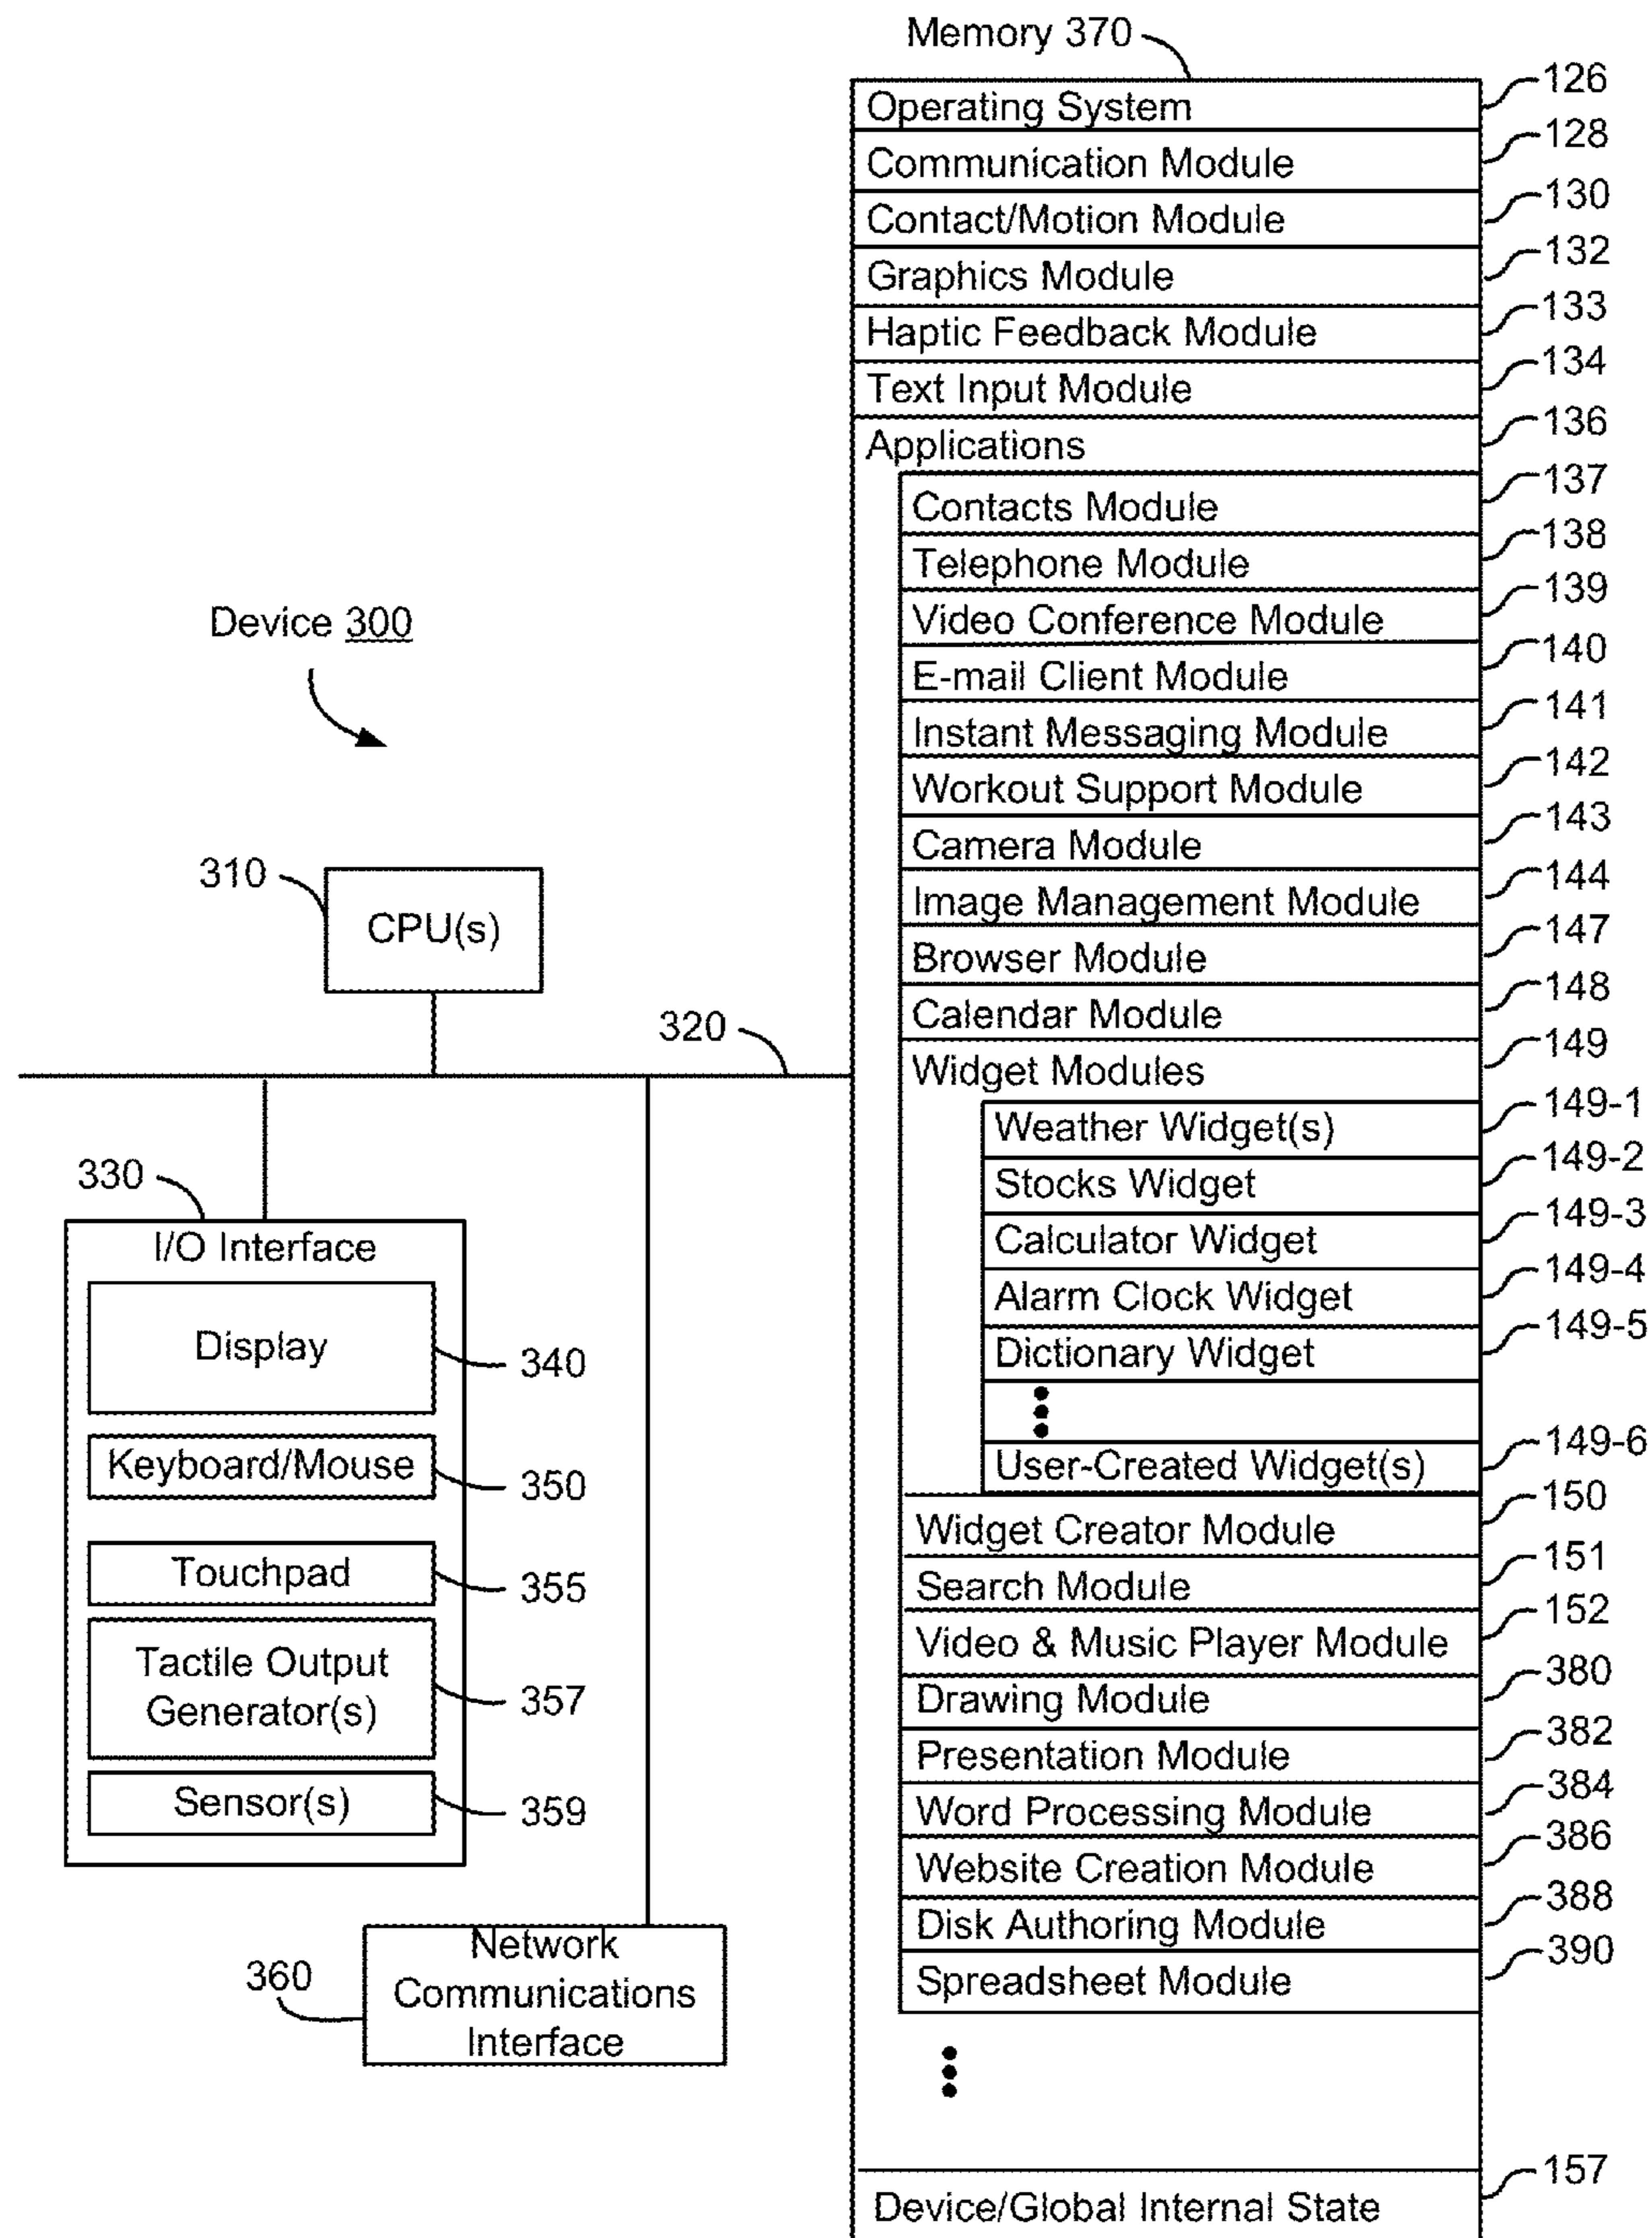 Memory 370
Operating System
126
Communication Module
128
Contact/Motion Module
130
Graphics Module
132
Haptic Feedback Module
133
Text Input Module
134
Applications
136
Contacts Module
137
Telephone Module
138
Video Conference Module
139
E-mail Client Module
140
Instant Messaging Module
141
Workout Support Module
142
Camera Module
143
Image Management Module
144
Browser Module
147
Calendar Module
148
Widget Modules
149
Weather Widget(s)
149-1
Stocks Widget
149-2
Calculator Widget
149-3
Alarm Clock Widget
149-4
Dictionary Widget
149-5
User-Created Widget(s)
149-6
Widget Creator Module
150
Search Module
151
Video & Music Player Module
152
Drawing Module
380
Presentation Module
382
Word Processing Module
384
Website Creation Module
386
Disk Authoring Module
388
Spreadsheet Module
390
Device/Global Internal State
157
Device 300
310
CPU(s)
320
330
I/O Interface
Display
340
Keyboard/Mouse
350
Touchpad
355
Tactile Output
Generator(s)
357
Sensor(s)
359
360
Network
Communications
Interface